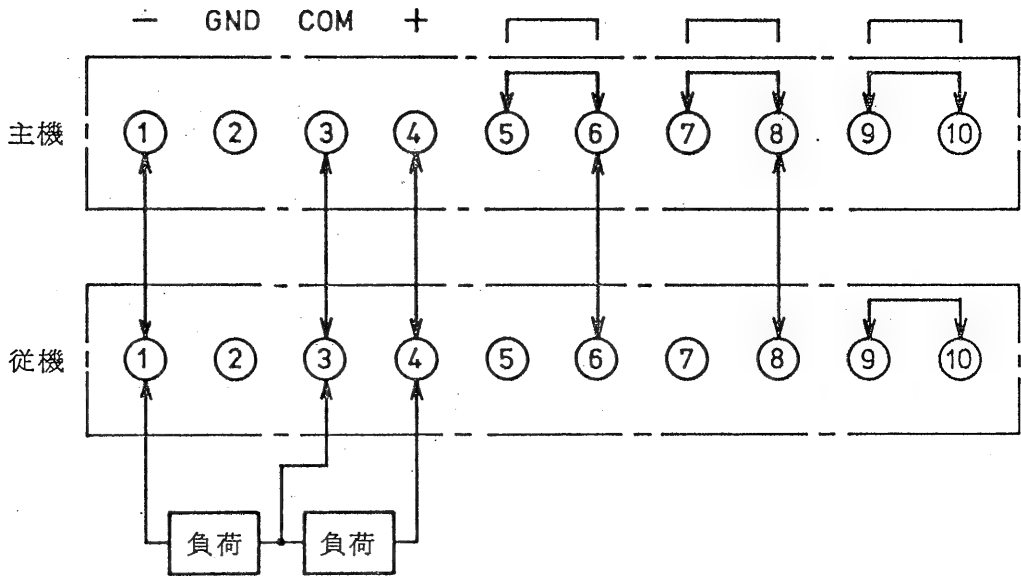 − GND COM +
主機 ① ② ③ ④ ⑤ ⑥ ⑦ ⑧ ⑨ ⑩
従機 ① ② ③ ④ ⑤ ⑥ ⑦ ⑧ ⑨ ⑩
負荷 負荷